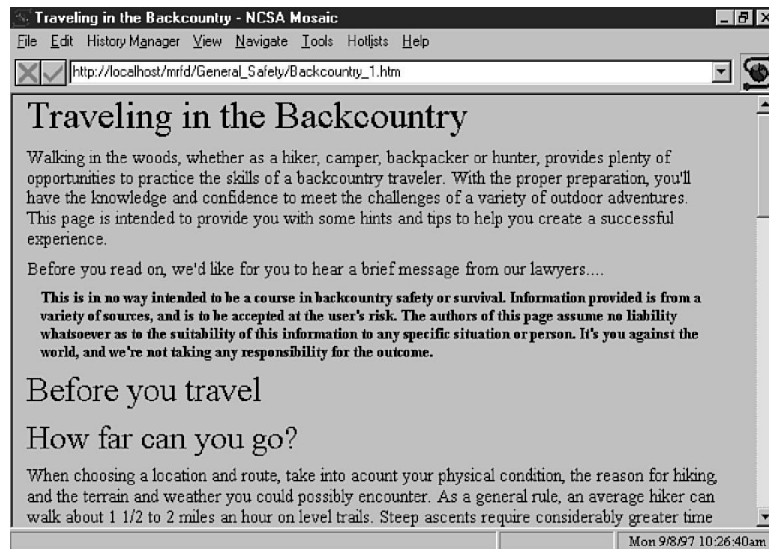 Traveling in the Backcountry - NCSA Mosaic
File Edit History Manager View Navigate Tools Hotlists Help
http://localhost/mrfd/General_Safety/Backcountry_1.htm
Traveling in the Backcountry
Walking in the woods, whether as a hiker, camper, backpacker or hunter, provides plenty of
opportunities to practice the skills of a backcountry traveler. With the proper preparation, you'll
have the knowledge and confidence to meet the challenges of a variety of outdoor adventures.
This page is intended to provide you with some hints and tips to help you create a successful
experience.
Before you read on, we'd like for you to hear a brief message from our lawyers....
This is in no way intended to be a course in backcountry safety or survival. Information provided is from a
variety of sources, and is to be accepted at the user's risk. The authors of this page assume no liability
whatsoever as to the suitability of this information to any specific situation or person. It's you against the
world, and we're not taking any responsibility for the outcome.
Before you travel
How far can you go?
When choosing a location and route, take into acount your physical condition, the reason for hiking,
and the terrain and weather you could possibly encounter. As a general rule, an average hiker can
walk about 1 1/2 to 2 miles an hour on level trails. Steep ascents require considerably greater time
Mon 9/8/97 10:26:40am